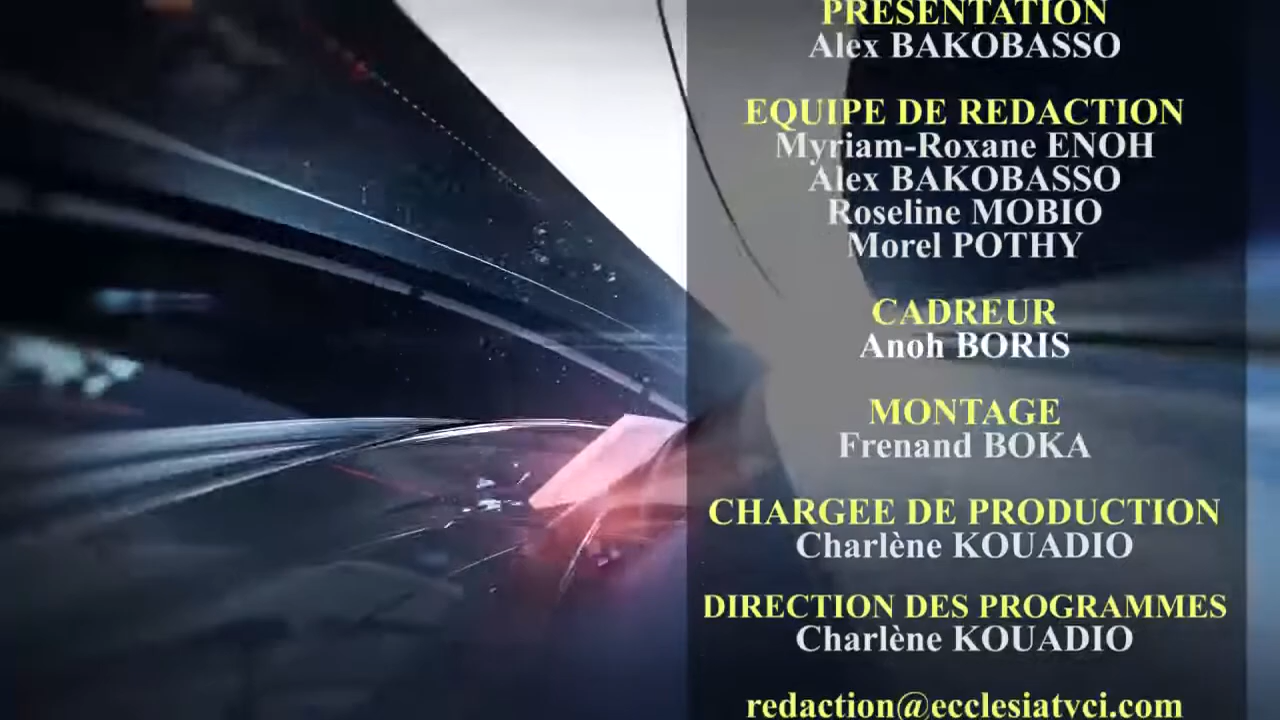 PRESENTATION
Alex BAKOBASSO
EQUIPE DE REDACTION
Myriam-Roxane ENOH
Alex BAKOBASSO
Roseline MOBIO
Morel POTHY
CADREUR
Anoh BORIS
MONTAGE
Frenand BOKA
CHARGEE DE PRODUCTION
Charlène KOUADIO
DIRECTION DES PROGRAMMES
Charlène KOUADIO
redaction@ecclesiatvci.com